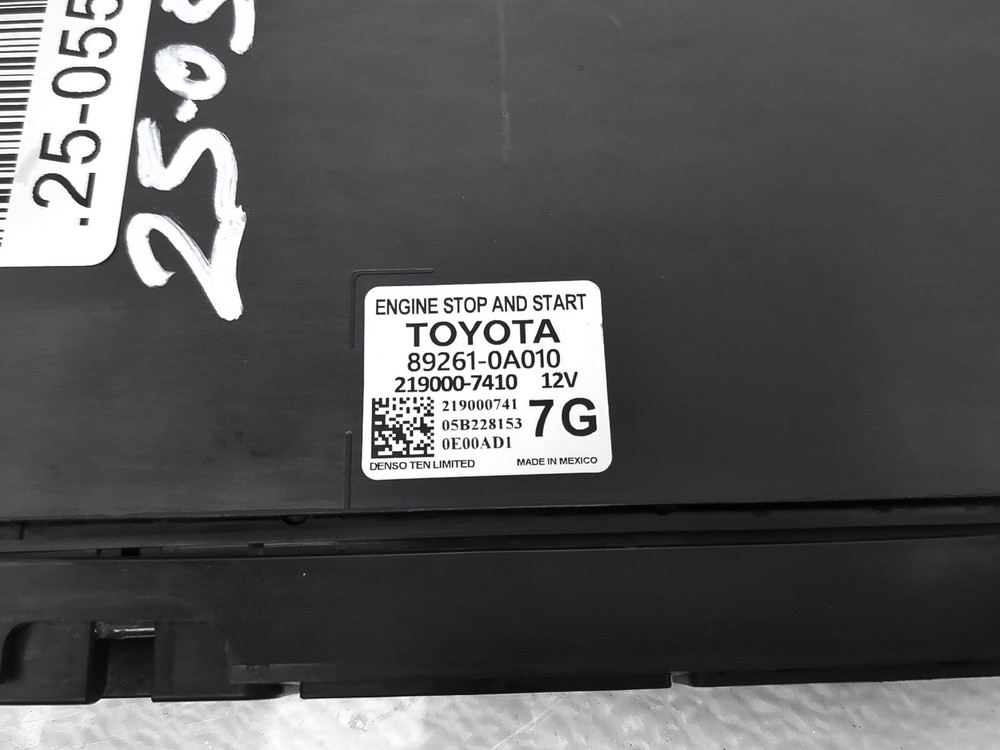 .25-055
25.05
ENGINE STOP AND START
TOYOTA
89261-0A010
219000-7410 12V
219000741
05B228153
0E00AD1
7G
DENSO TEN LIMITED MADE IN MEXICO